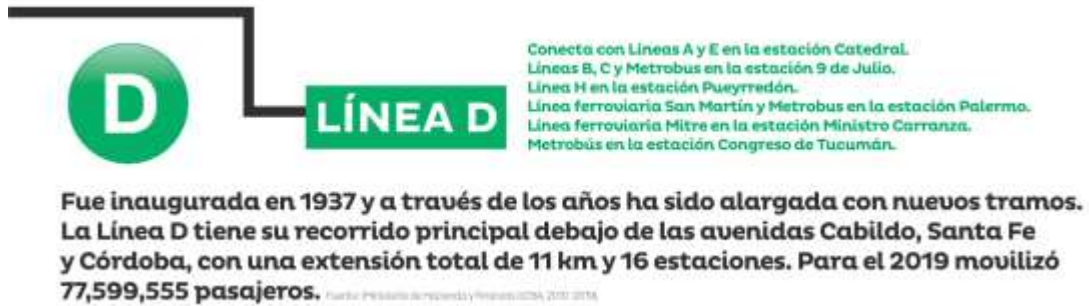 D
LÍNEA D
Conecta con Líneas A y E en la estación Catedral.
Líneas B, C y Metrobus en la estación 9 de Julio.
Línea H en la estación Pueyrredón.
Línea ferroviaria San Martín y Metrobus en la estación Palermo.
Línea ferroviaria Mitre en la estación Ministro Carranza.
Metrobús en la estación Congreso de Tucumán.
Fue inaugurada en 1937 y a través de los años ha sido alargada con nuevos tramos.
La Línea D tiene su recorrido principal debajo de las avenidas Cabildo, Santa Fe
y Córdoba, con una extensión total de 11 km y 16 estaciones. Para el 2019 movilizó
77,599,555 pasajeros.